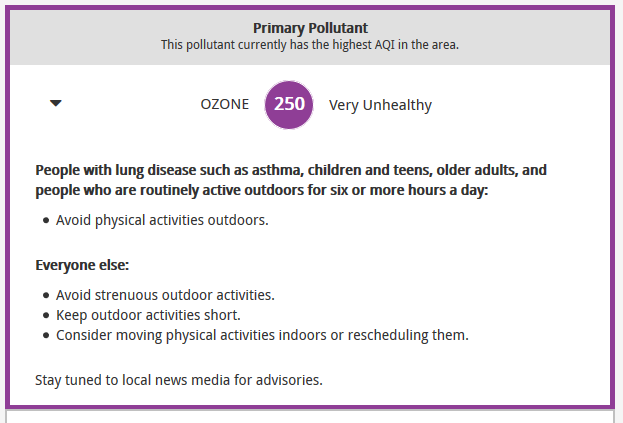 Primary Pollutant
This pollutant currently has the highest AQI in the area.
OZONE 250 Very Unhealthy
People with lung disease such as asthma, children and teens, older adults, and
people who are routinely active outdoors for six or more hours a day:
• Avoid physical activities outdoors.
Everyone else:
• Avoid strenuous outdoor activities.
• Keep outdoor activities short.
• Consider moving physical activities indoors or rescheduling them.
Stay tuned to local news media for advisories.